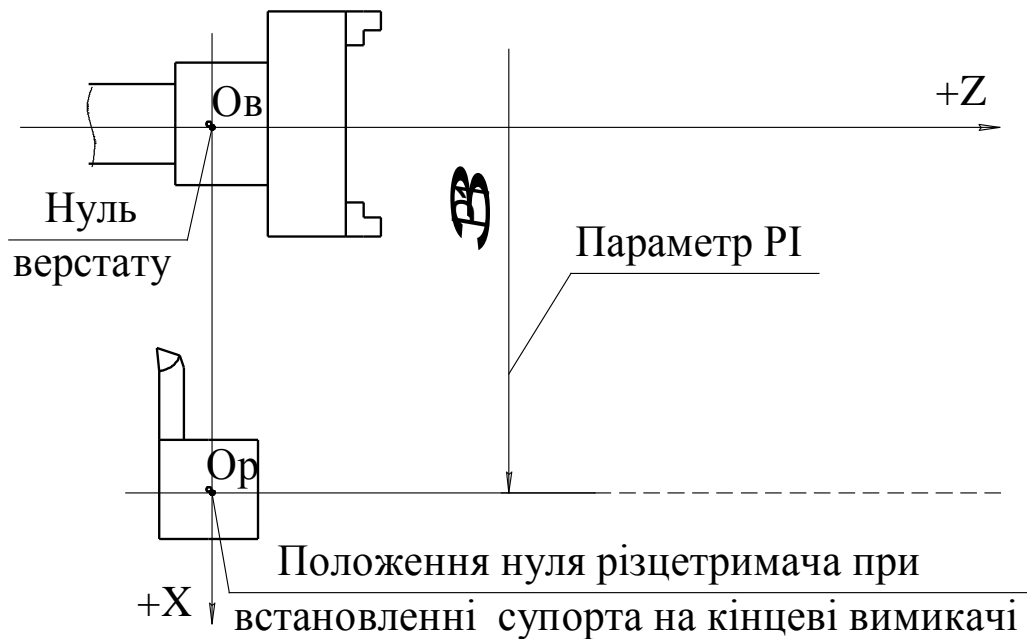 Ов
+Z
Нуль
верстату
Параметр PI
Ор
Положення нуля різцетримача при
+X
встановленні супорта на кінцеві вимикачі